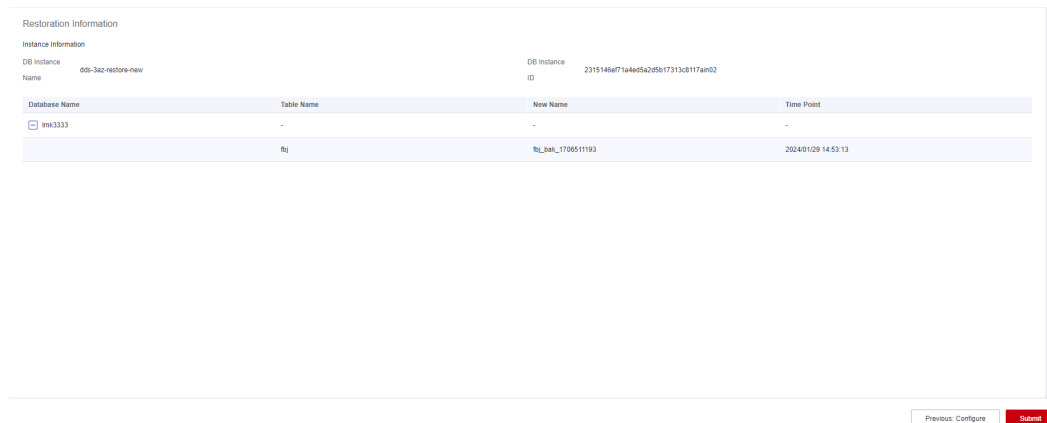 Restoration Information
Instance Information
DB Instance Name dds-3az-restore-new DB Instance ID 2315146ef71a4ed5a2d5b17313c8117ain02
Database Name Table Name New Name Time Point
lmk3333 - - -
fbj fbj_bak_1706511193 2024/01/29 14:53:13
Previous: Configure Submit